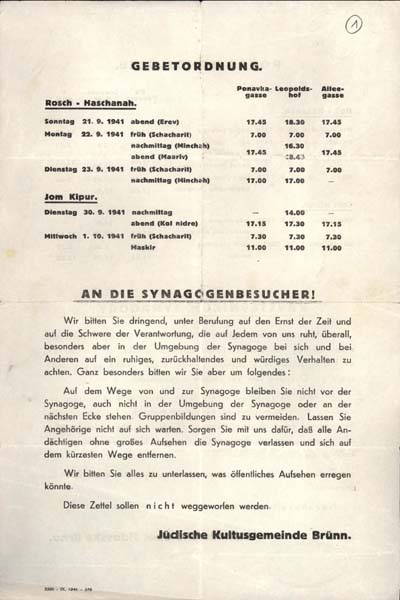 1
GEBETORDNUNG.
Ponavka- Leopolds- Allee-
gasse hof gasse
Rosch - Haschanah.
Sonntag 21. 9. 1941 abend (Erev) 17.45 18.30 17.45
Montag 22. 9. 1941 früh (Schacharit) 7.00 7.00 7.00
nachmittag (Minchah) 16.30
abend (Maariv) 17.45 18.45 17.45
Dienstag 23. 9. 1941 früh (Schacharit) 7.00 7.00 7.00
nachmittag (Minchah) 17.00 17.00 —
Jom Kipur.
Dienstag 30. 9. 1941 nachmittag — 14.00 —
abend (Kol nidre) 17.15 17.30 17.15
Mittwoch 1. 10. 1941 früh (Schacharit) 7.30 7.30 7.30
Maskir 11.00 11.00 11.00
AN DIE SYNAGOGENBESUCHER!
Wir bitten Sie dringend, unter Berufung auf den Ernst der Zeit und
auf die Schwere der Verantwortung, die auf Jedem von uns ruht, überall,
besonders aber in der Umgebung der Synagoge bei sich und bei
Anderen auf ein ruhiges, zurückhaltendes und würdiges Verhalten zu
achten. Ganz besonders bitten wir Sie aber um folgendes:
Auf dem Wege von und zur Synagoge bleiben Sie nicht vor der
Synagoge, auch nicht in der Umgebung der Synagoge oder an der
nächsten Ecke stehen. Gruppenbildungen sind zu vermeiden. Lassen Sie
Angehörige nicht auf sich warten. Sorgen Sie mit uns dafür, daß alle An-
dächtigen ohne großes Aufsehen die Synagoge verlassen und sich auf
dem kürzesten Wege entfernen.
Wir bitten Sie alles zu unterlassen, was öffentliches Aufsehen erregen
könnte.
Diese Zettel sollen nicht weggeworfen werden.
Jüdische Kultusgemeinde Brünn.
IX. 1941